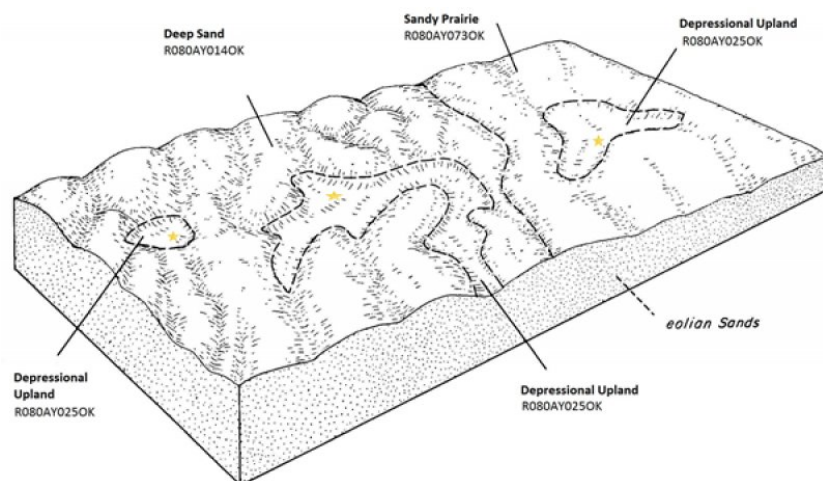 Deep Sand
R080AY014OK
Sandy Prairie
R080AY073OK
Depressional Upland
R080AY025OK
eolian Sands
Depressional
Upland
R080AY025OK
Depressional Upland
R080AY025OK